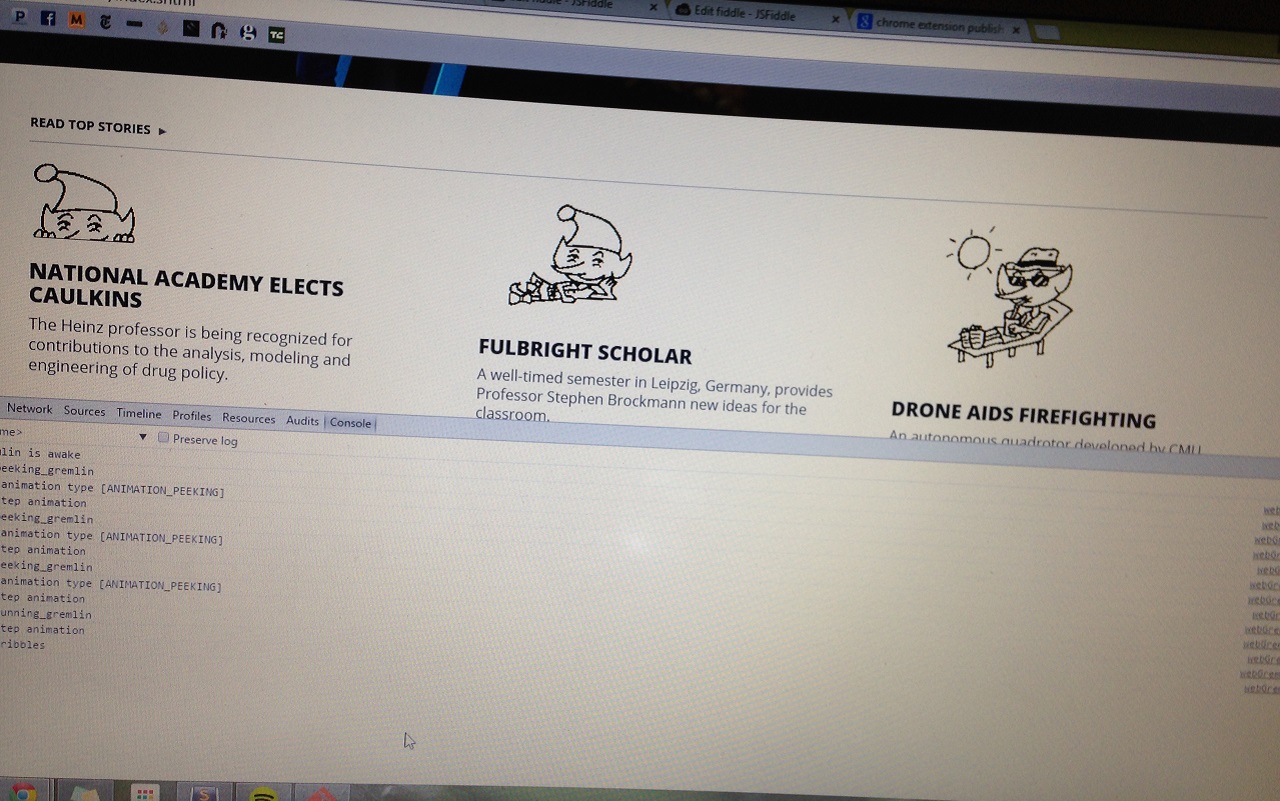 Edit fiddle - JSFiddle
chrome extension publish
P f M g TC
READ TOP STORIES
NATIONAL ACADEMY ELECTS
CAULKINS
The Heinz professor is being recognized for
contributions to the analysis, modeling and
engineering of drug policy.
FULBRIGHT SCHOLAR
A well-timed semester in Leipzig, Germany, provides
Professor Stephen Brockmann new ideas for the
classroom.
DRONE AIDS FIREFIGHTING
An autonomous quadrotor developed by CMU
Network Sources Timeline Profiles Resources Audits Console
me> Preserve log
lin is awake
eeking_gremlin
animation type [ANIMATION_PEEKING]
tep animation
eeking_gremlin
animation type [ANIMATION_PEEKING]
tep animation
eeking_gremlin
animation type [ANIMATION_PEEKING]
tep animation
unning_gremlin
tep animation
ribbles